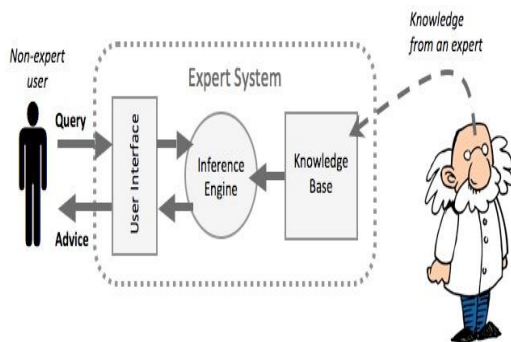 Non-expert
user
Query
Advice
Expert System
User Interface
Inference
Engine
Knowledge
Base
Knowledge
from an expert